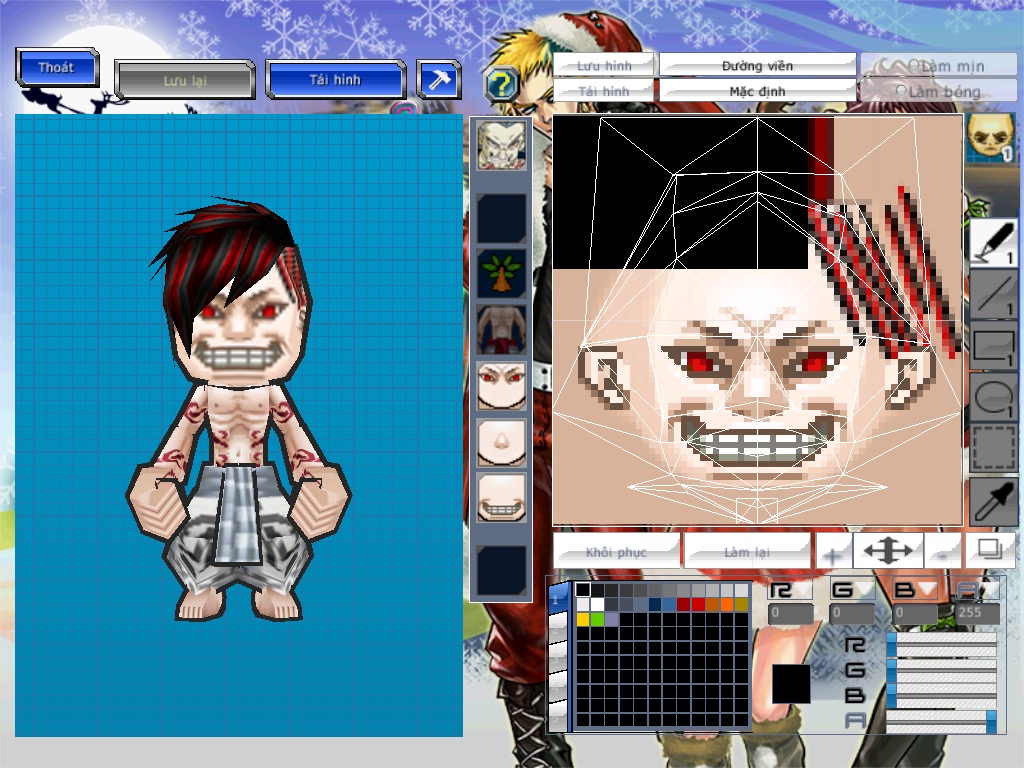 Thoát
Lưu lại
Tải hình
?
Lưu hình
Đường viền
Làm mịn
Tải hình
Mặc định
Làm bóng
1
1
1
1
1
Khôi phục
Làm lại
+
-
1
R G B A
0 0 0 255
R
G
B
A